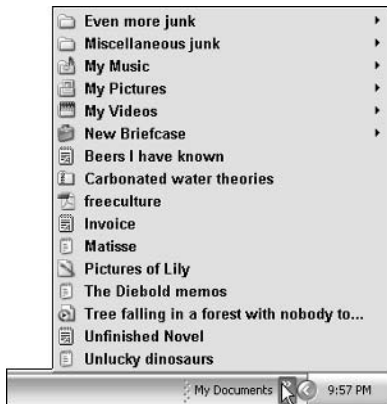 Even more junk
Miscellaneous junk
My Music
My Pictures
My Videos
New Briefcase
Beers I have known
Carbonated water theories
freeculture
Invoice
Matisse
Pictures of Lily
The Diebold memos
Tree falling in a forest with nobody to...
Unfinished Novel
Unlucky dinosaurs
My Documents 9:57 PM